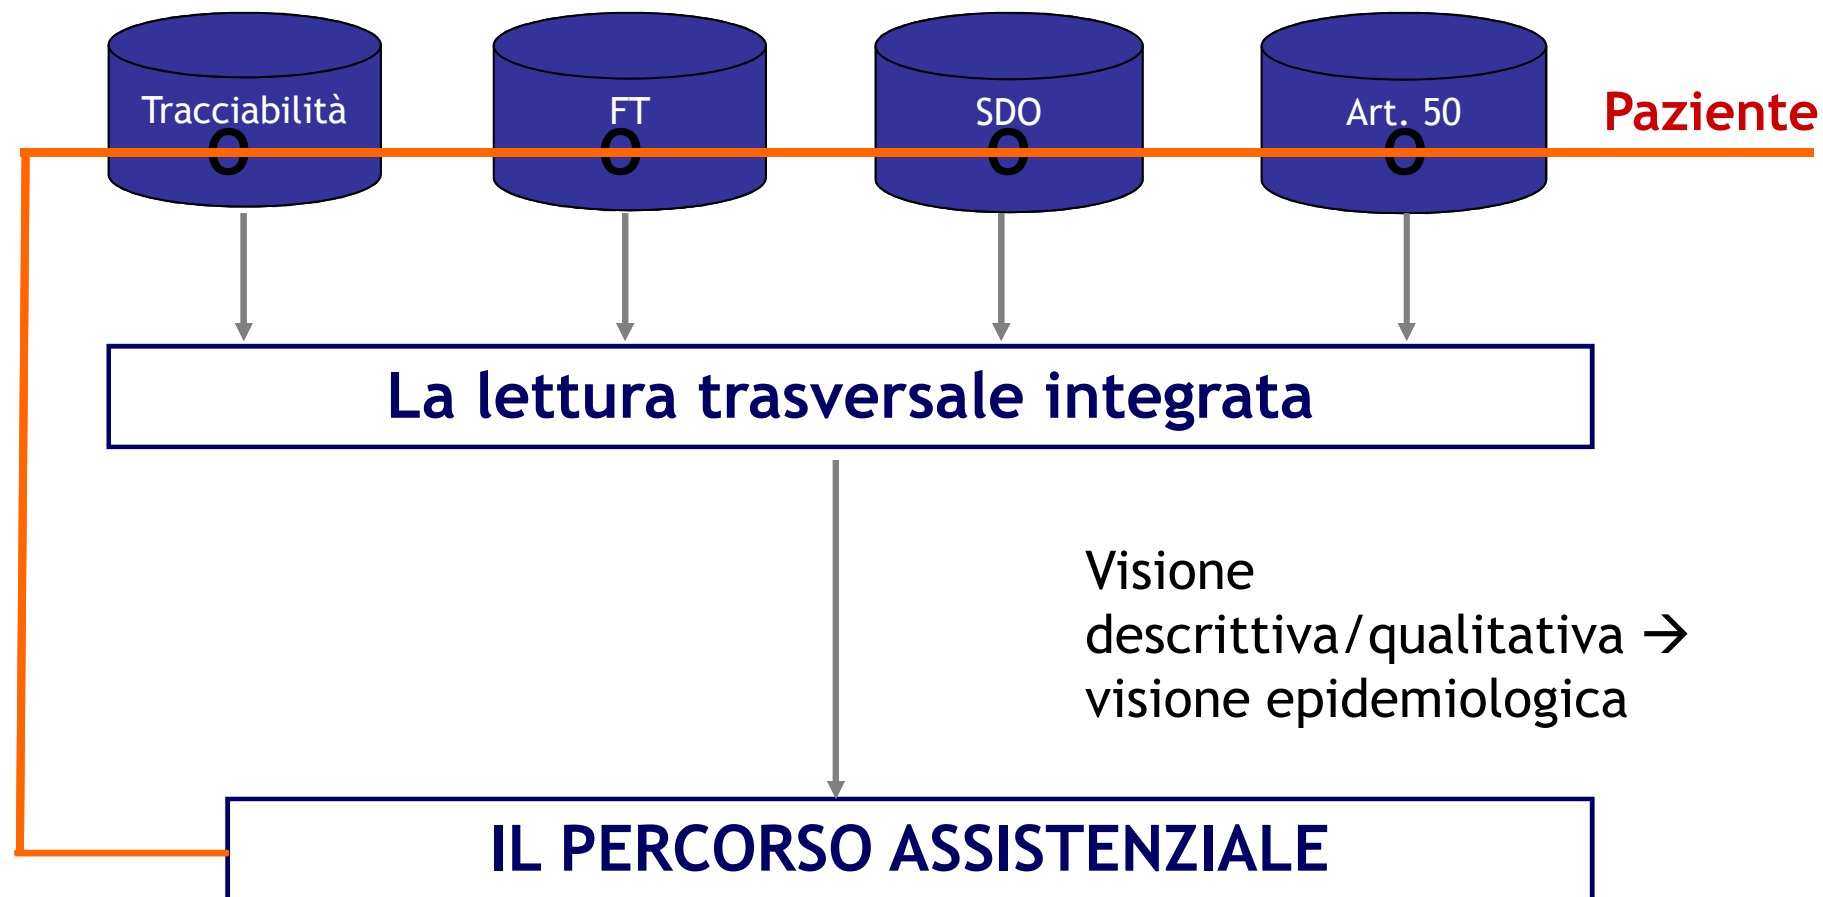 Tracciabilità
FT
SDO
Art. 50
Paziente
O
O
O
O
La lettura trasversale integrata
Visione
descrittiva/qualitativa →
visione epidemiologica
IL PERCORSO ASSISTENZIALE